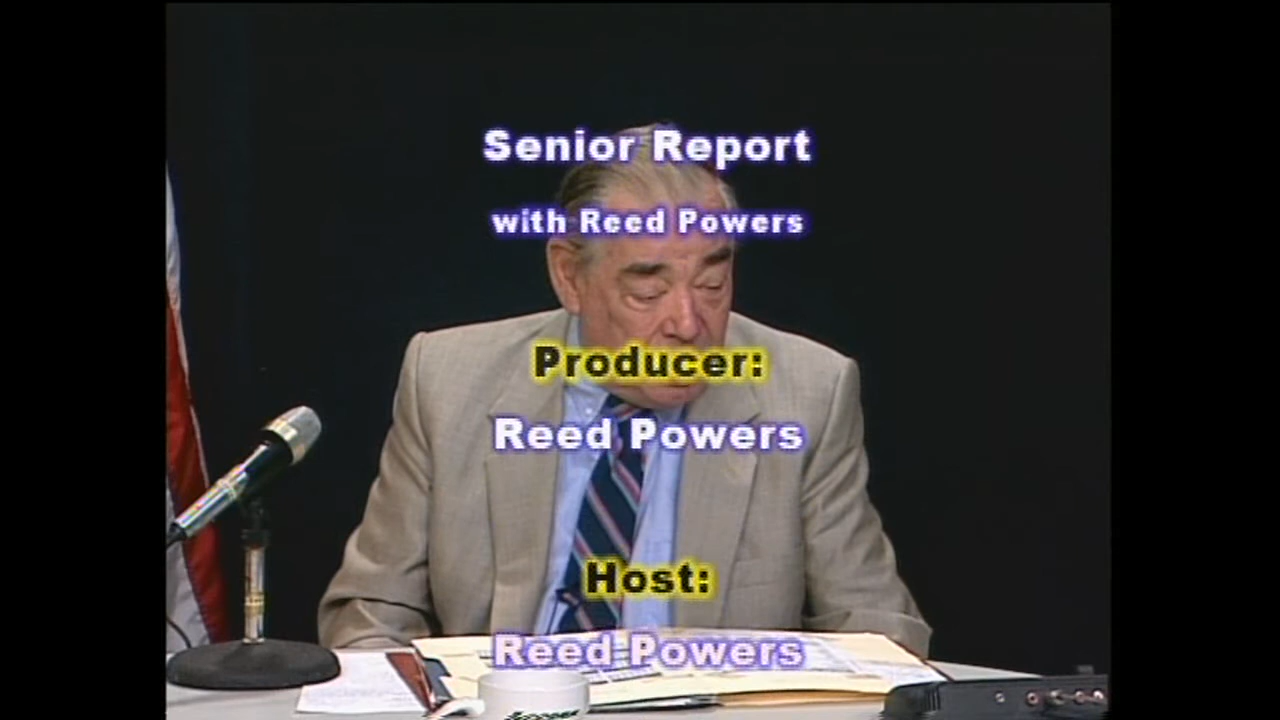 Senior Report
with Reed Powers
Producer:
Reed Powers
Host:
Reed Powers